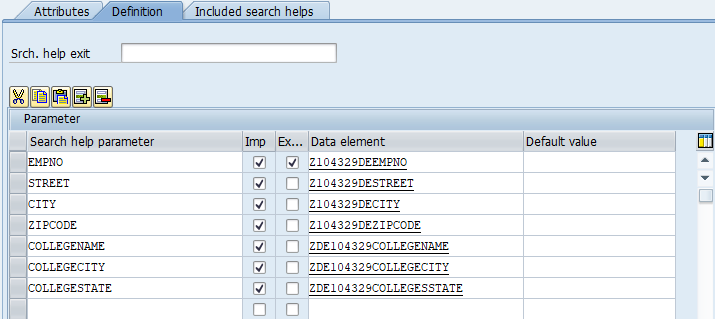 Attributes Definition Included search helps
Srch. help exit
Parameter
Search help parameter Imp Ex... Data element Default value
EMPNO Z104329DEEMPNO
STREET Z104329DESTREET
CITY Z104329DECITY
ZIPCODE Z104329DEZIPCODE
COLLEGENAME ZDE104329COLLEGENAME
COLLEGECITY ZDE104329COLLEGECITY
COLLEGESTATE ZDE104329COLLEGESSTATE